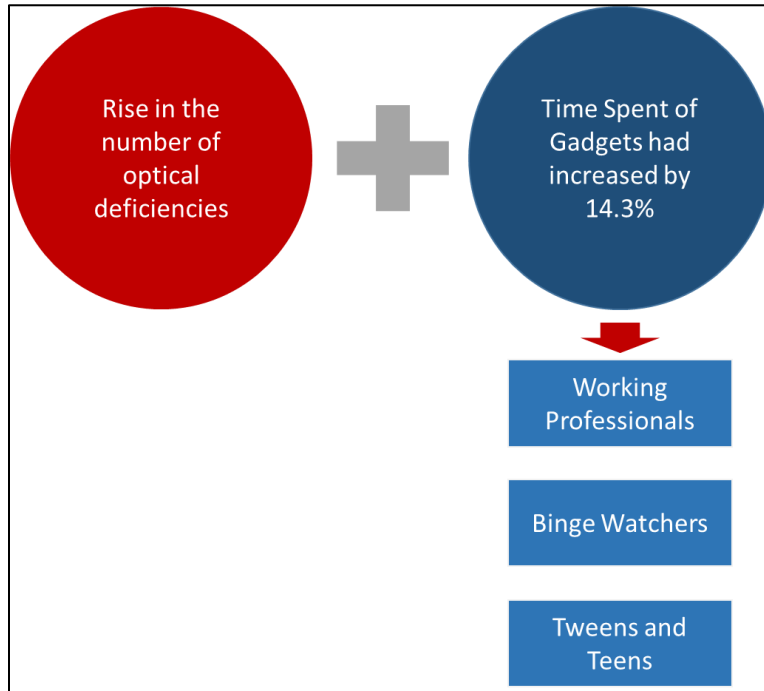 Rise in the
number of
optical
deficiencies
Time Spent of
Gadgets had
increased by
14.3%
Working
Professionals
Binge Watchers
Tweens and
Teens